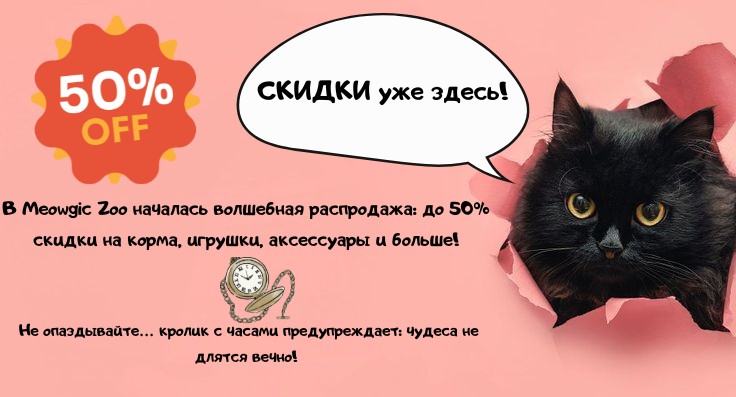 50%
OFF
СКИДКИ уже здесь!
В Meowgic Zoo началась волшебная распродажа: до 50%
скидки на корма, игрушки, аксессуары и больше!
Не опаздывайте... кролик с часами предупреждает: чудеса не
длятся вечно!